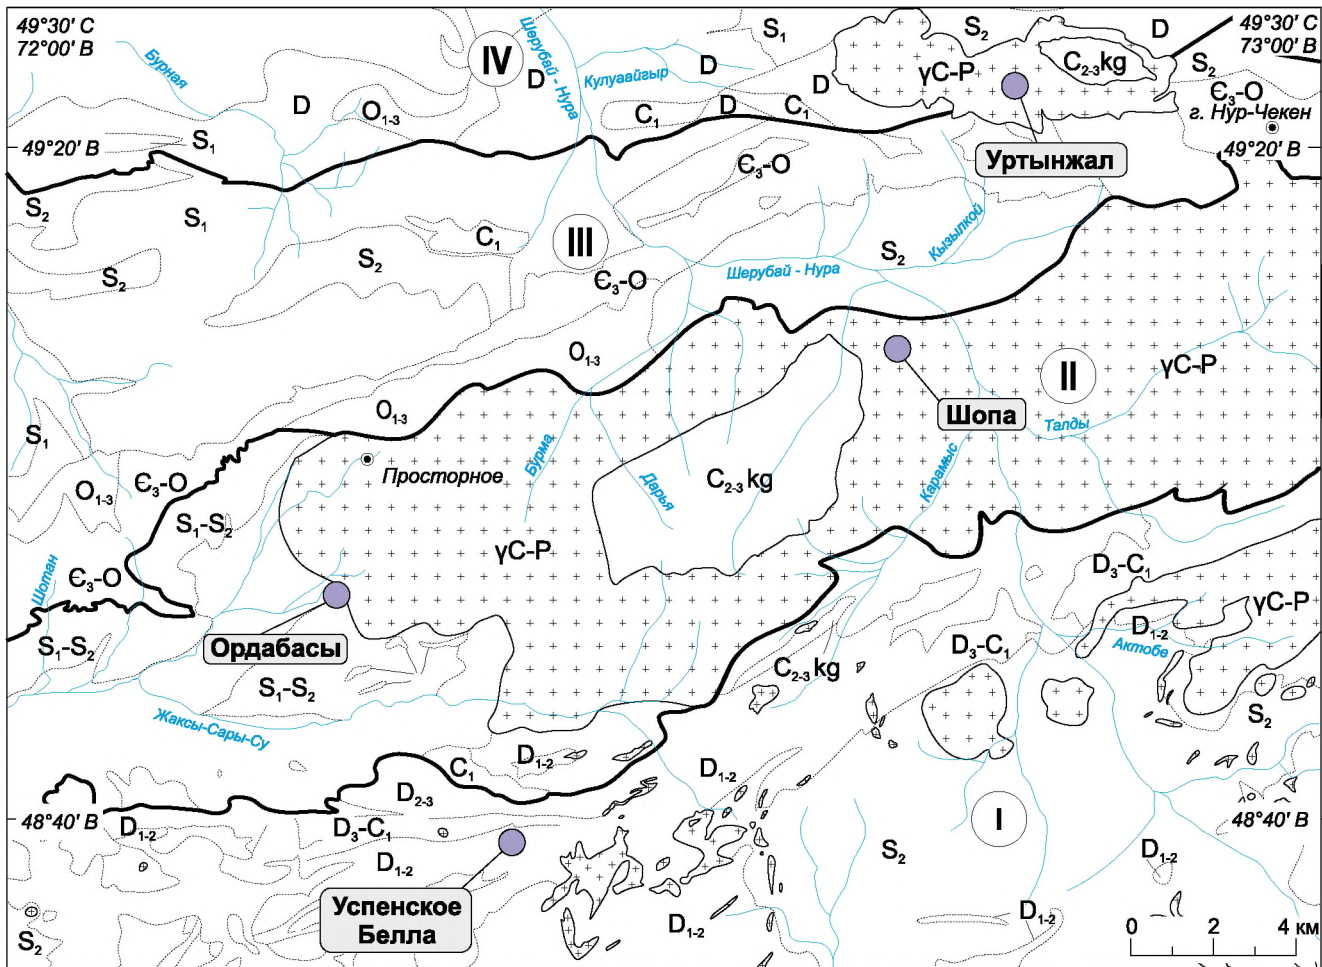 49°30' С
72°00' В
Бурная
IV
D
Шерубай - Нура
Кулуаайгыр
D
S₁
S₂
D
49°30' С
73°00' В
C₂₋₃kg
γC-P
S₂
Є₃-O
г. Нур-Чекен
D
O₁₋₃
C₁
D
C₁
D
S₁
49°20' В
49°20' В
Уртынжал
Є₃-O
S₂
S₁
C₁
III
S₂
S₂
Є₃-O
Шерубай - Нура
S₂
Кызылкой
O₁₋₃
II
γC-P
Шопа
Талды
O₁₋₃
S₁
Просторное
Бурма
Дарья
C₂₋₃kg
Карамыс
O₁₋₃
Є₃-O
S₁-S₂
γC-P
Шотан
Є₃-O
D₃-C₁
γC-P
D₁₋₂
Актобе
Ордабасы
S₁-S₂
S₁-S₂
D₃-C₁
C₂₋₃kg
S₂
Жаксы-Сары-Су
D₁₋₂
C₁
D₁₋₂
D₂₋₃
48°40' В
D₁₋₂
D₃-C₁
I
48°40' В
D₁₋₂
S₂
D₁₋₂
Успенское
Белла
D₁₋₂
D₁₋₂
S₂
0 2 4 км